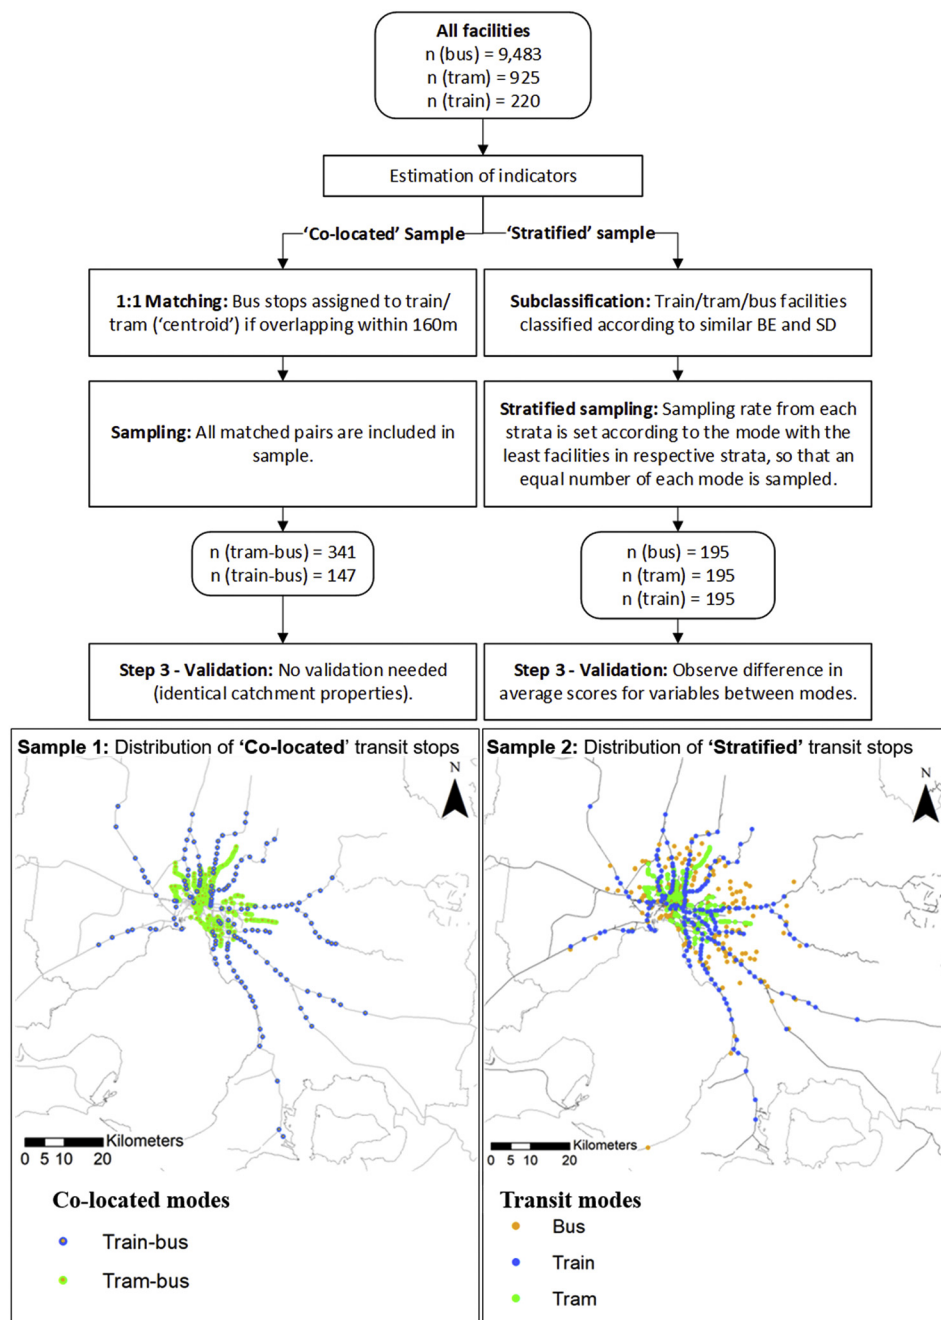 All facilities
n (bus) = 9,483
n (tram) = 925
n (train) = 220
Estimation of indicators
‘Co-located’ Sample
‘Stratified’ sample
1:1 Matching: Bus stops assigned to train/
tram (‘centroid’) if overlapping within 160m
Subclassification: Train/tram/bus facilities
classified according to similar BE and SD
Sampling: All matched pairs are included in
sample.
Stratified sampling: Sampling rate from each
strata is set according to the mode with the
least facilities in respective strata, so that an
equal number of each mode is sampled.
n (tram-bus) = 341
n (train-bus) = 147
n (bus) = 195
n (tram) = 195
n (train) = 195
Step 3 - Validation: No validation needed
(identical catchment properties).
Step 3 - Validation: Observe difference in
average scores for variables between modes.
Sample 1: Distribution of ‘Co-located’ transit stops
N
Kilometers
0 5 10 20
Co-located modes
Train-bus
Tram-bus
Sample 2: Distribution of ‘Stratified’ transit stops
N
Kilometers
0 5 10 20
Transit modes
Bus
Train
Tram